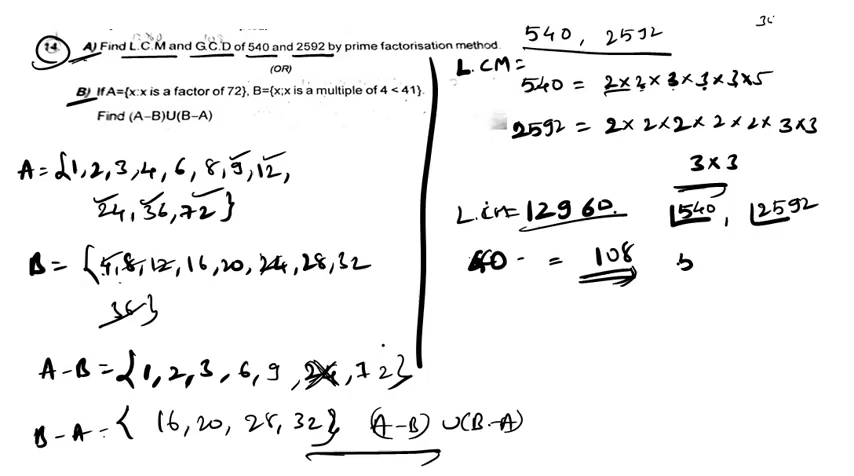 14. A) Find L.C.M and G.C.D of 540 and 2592 by prime factorisation method.
(OR)
B) If A={x:x is a factor of 72}, B={x;x is a multiple of 4 < 41}.
Find (A–B)U(B–A)
A = {1, 2, 3, 4, 6, 8, 9, 12,
24, 36, 72}
B = {4, 8, 12, 16, 20, 24, 28, 32
36}
A-B = {1, 2, 3, 6, 9, 24, 72}
B-A = { 16, 20, 28, 32} (A-B) ∪(B-A)
540, 2592
L.CM =
540 = 2×2×3×3×3×5
2592 = 2×2×2×2×2×3×3
3×3
L.CM= 12960. 540, 2592
= 108 5